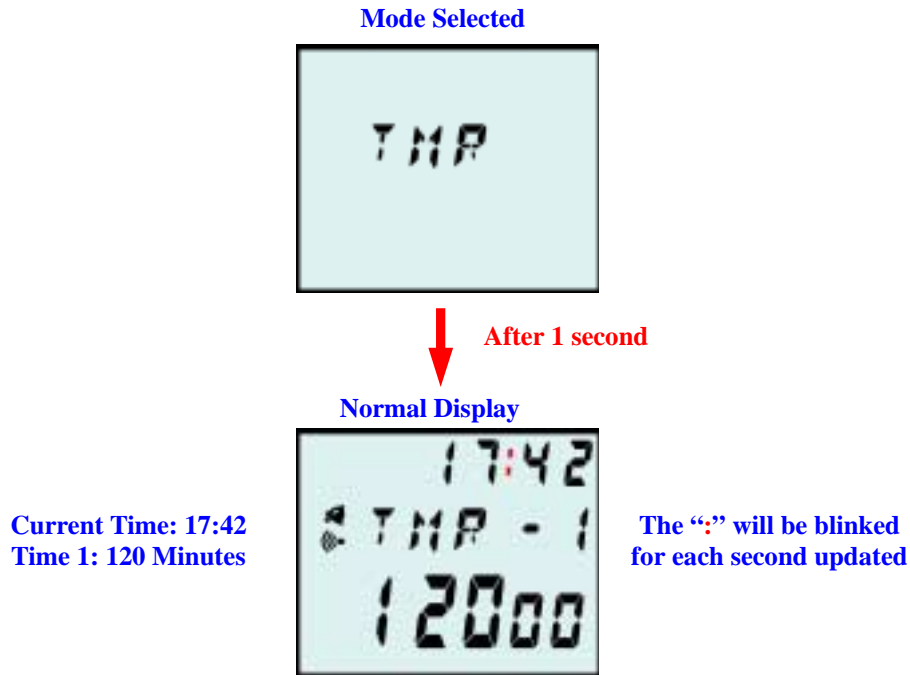 Mode Selected
TMR
After 1 second
Normal Display
17:42
TMR - 1
12000
Current Time: 17:42
Time 1: 120 Minutes
The “:” will be blinked
for each second updated